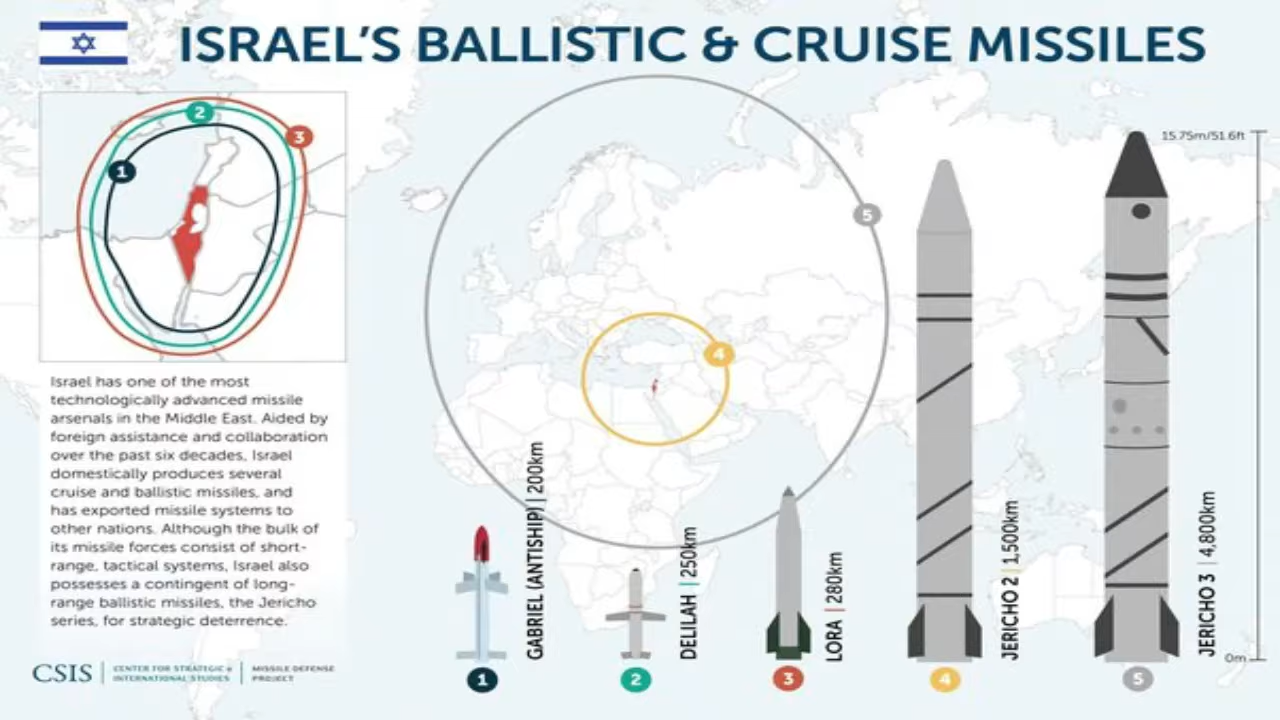 ISRAEL'S BALLISTIC & CRUISE MISSILES
1
2
3
Israel has one of the most
technologically advanced missile
arsenals in the Middle East. Aided by
foreign assistance and collaboration
over the past six decades, Israel
domestically produces several
cruise and ballistic missiles, and
has exported missile systems to
other nations. Although the bulk of
its missile forces consist of short-
range, tactical systems, Israel also
possesses a contingent of long-
range ballistic missiles, the Jericho
series, for strategic deterrence.
CSIS
CENTER FOR STRATEGIC &
INTERNATIONAL STUDIES
MISSILE DEFENSE
PROJECT
5
4
GABRIEL (ANTISHIP) | 200km
1
DELILAH | 250km
2
LORA | 280km
3
JERICHO 2 | 1,500km
4
JERICHO 3 | 4,800km
5
15.75m/51.6ft
0m